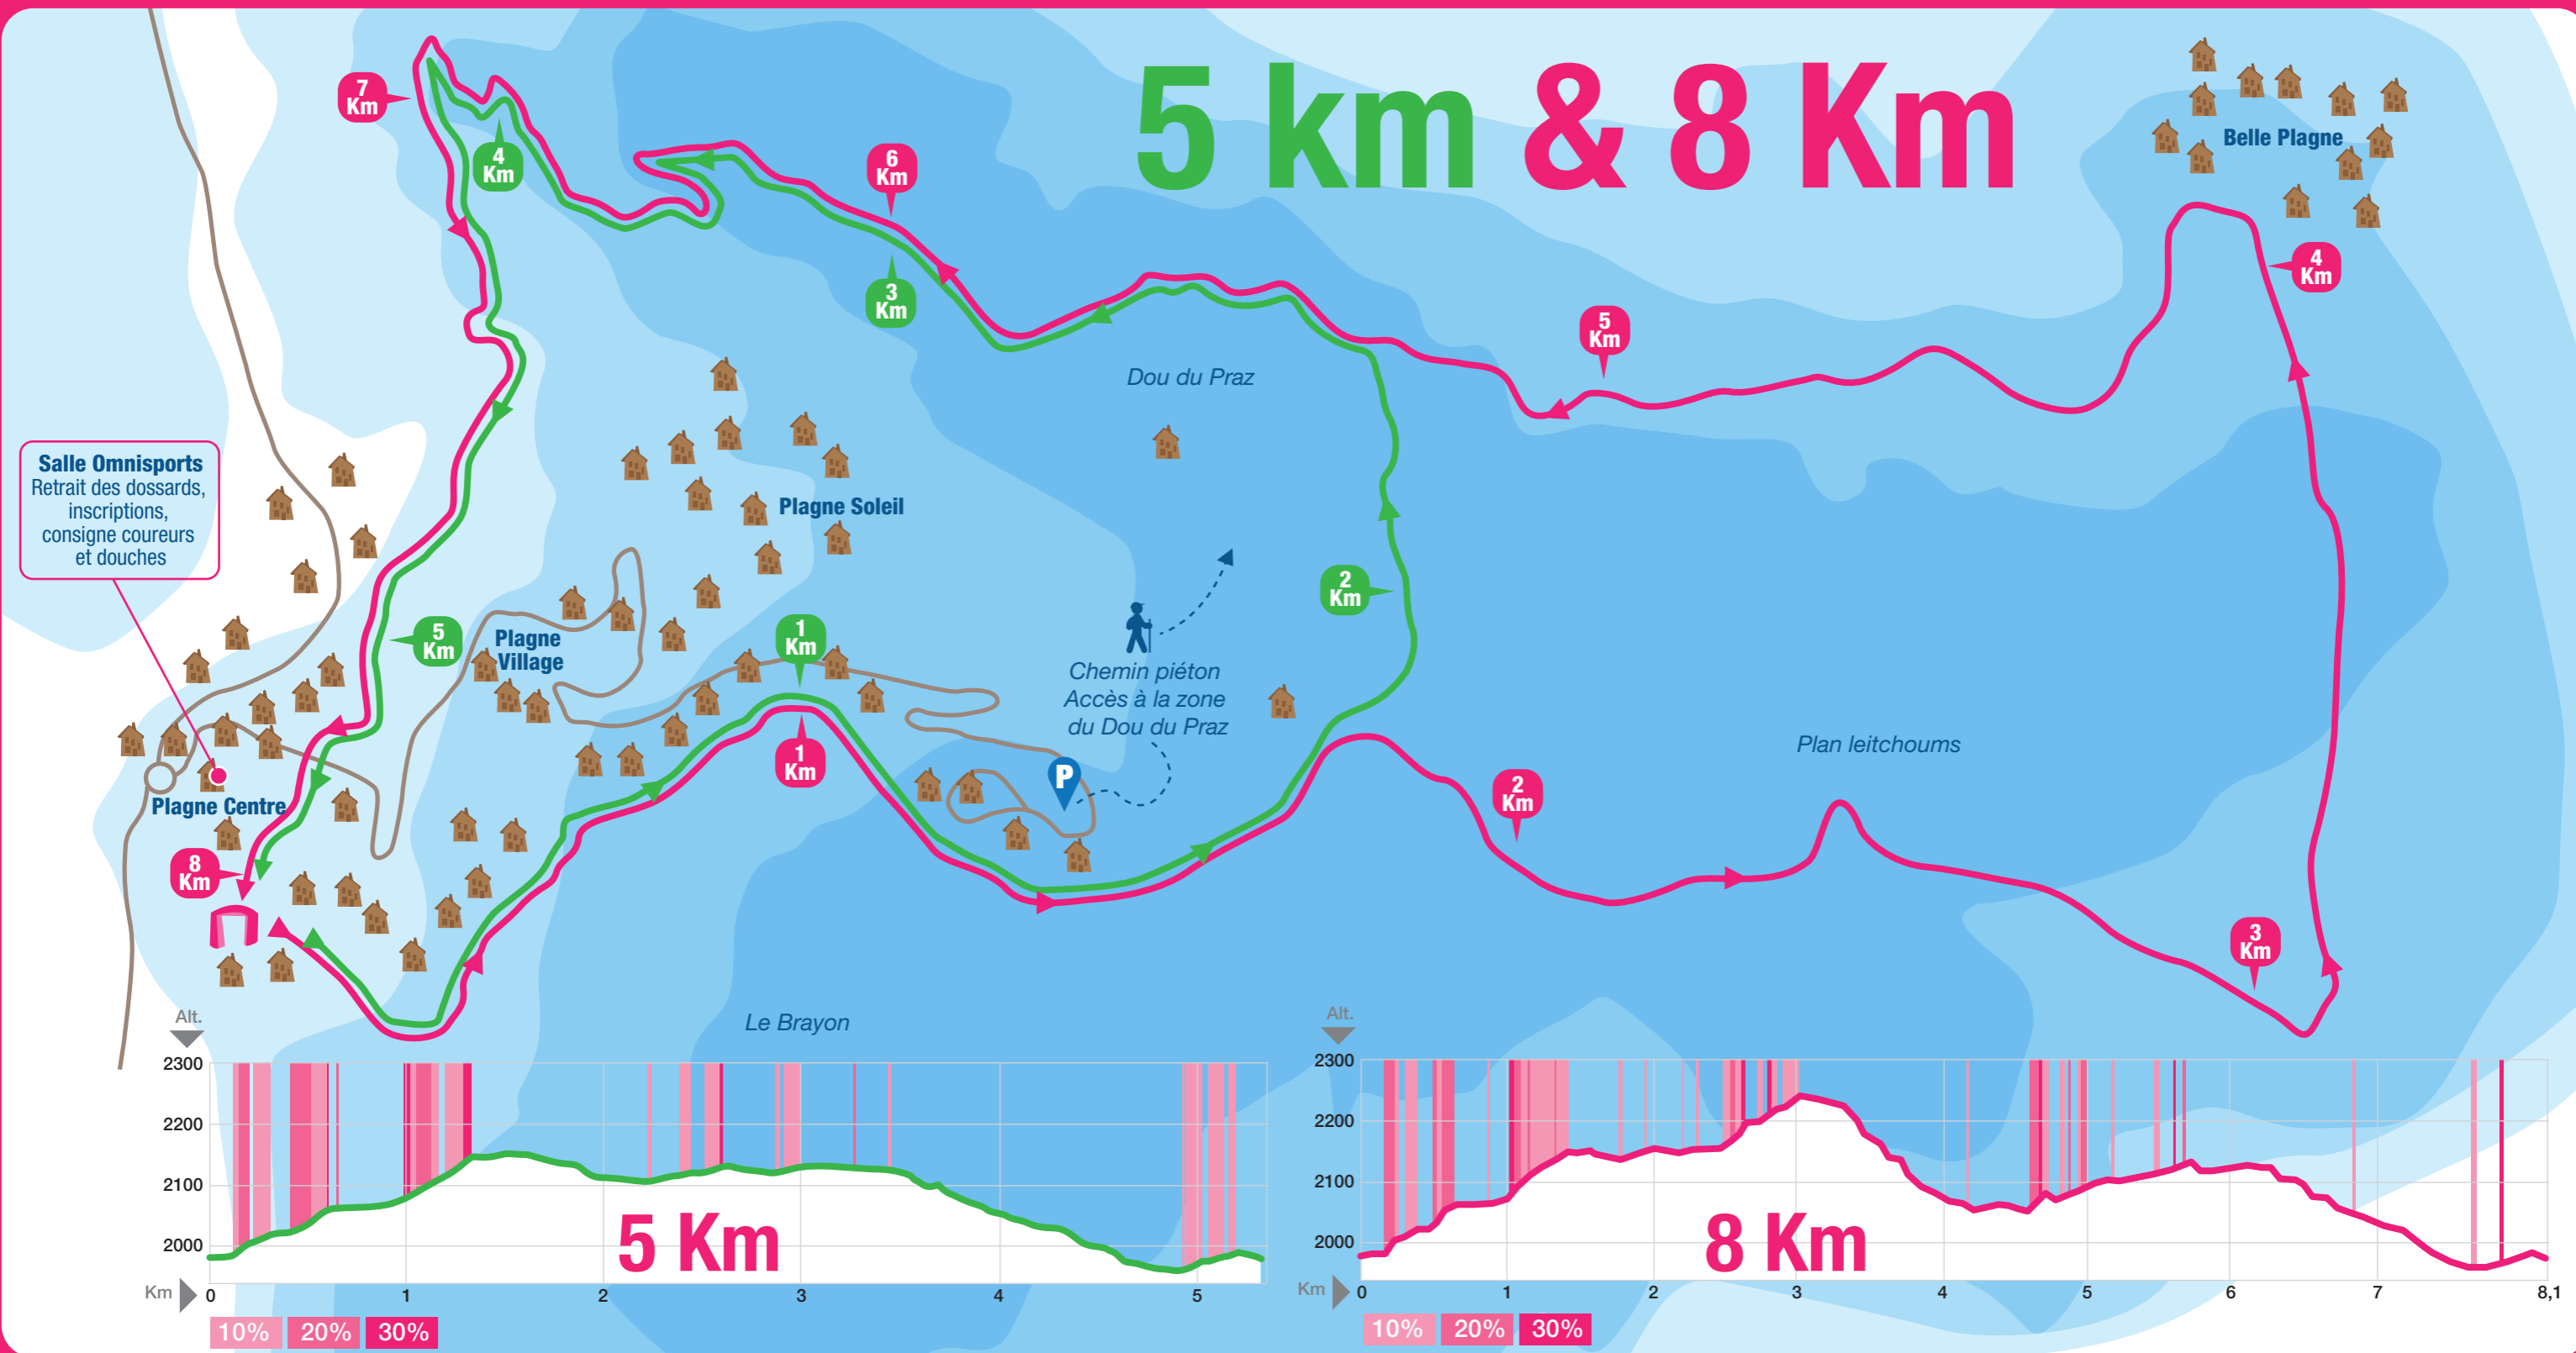 5 km & 8 Km
7
Km
4
Km
6
Km
3
Km
Belle Plagne
4
Km
5
Km
Dou du Praz
Salle Omnisports
Retrait des dossards,
inscriptions,
consigne coureurs
et douches
Plagne Soleil
2
Km
5
Km
Plagne
Village
1
Km
Chemin piéton
Accès à la zone
du Dou du Praz
P
1
Km
2
Km
Plan leitchoums
Plagne Centre
8
Km
3
Km
Le Brayon
Alt.
2300
2200
2100
2000
5 Km
Km
0 1 2 3 4 5
10% 20% 30%
Alt.
2300
2200
2100
2000
8 Km
Km
0 1 2 3 4 5 6 7 8,1
10% 20% 30%